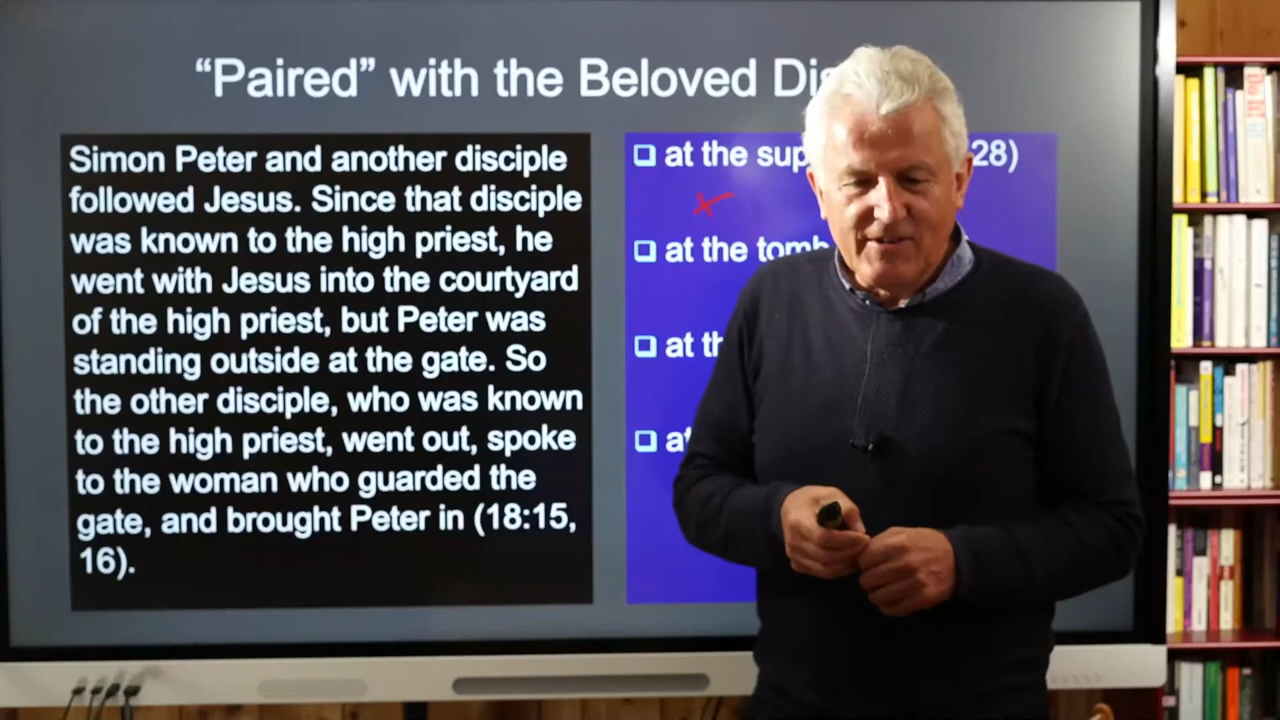 “Paired” with the Beloved
Simon Peter and another disciple
followed Jesus. Since that disciple
was known to the high priest, he
went with Jesus into the courtyard
of the high priest, but Peter was
standing outside at the gate. So
the other disciple, who was known
to the high priest, went out, spoke
to the woman who guarded the
gate, and brought Peter in (18:15,
16).
at the 28)
at the tomb
at
at